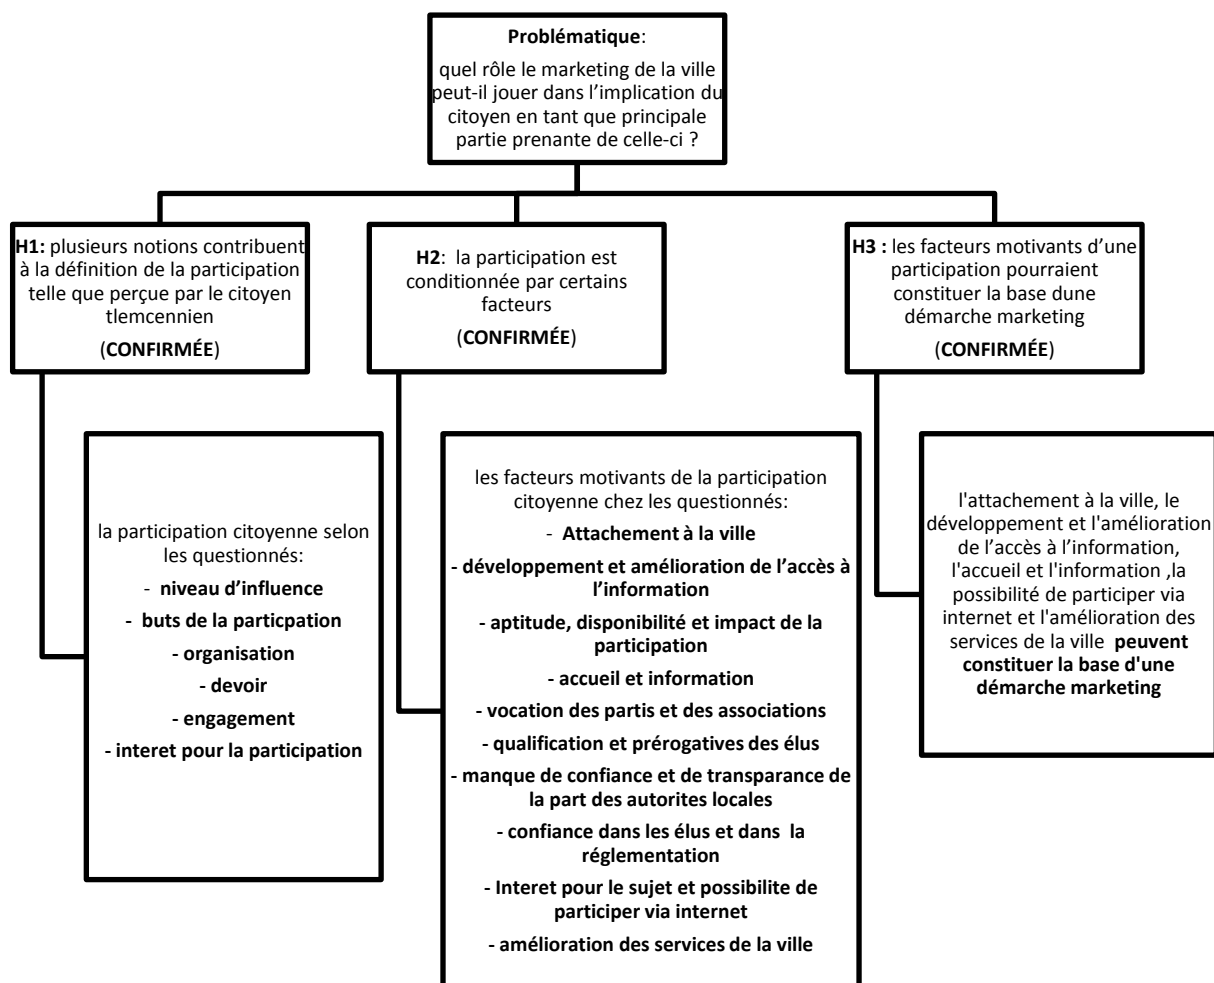 Problématique:
quel rôle le marketing de la ville
peut-il jouer dans l'implication du
citoyen en tant que principale
partie prenante de celle-ci ?
H1: plusieurs notions contribuent
à la définition de la participation
telle que perçue par le citoyen
tlemcennien
(CONFIRMÉE)
H2: la participation est
conditionnée par certains
facteurs
(CONFIRMÉE)
H3 : les facteurs motivants d'une
participation pourraient
constituer la base dune
démarche marketing
(CONFIRMÉE)
la participation citoyenne selon
les questionnés:
- niveau d'influence
- buts de la particpation
- organisation
- devoir
- engagement
- interet pour la participation
les facteurs motivants de la participation
citoyenne chez les questionnés:
- Attachement à la ville
- développement et amélioration de l'accès à
l'information
- aptitude, disponibilité et impact de la
participation
- accueil et information
- vocation des partis et des associations
- qualification et prérogatives des élus
- manque de confiance et de transparance de
la part des autorites locales
- confiance dans les élus et dans la
réglementation
- Interet pour le sujet et possibilite de
participer via internet
- amélioration des services de la ville
l'attachement à la ville, le
développement et l'amélioration
de l'accès à l'information,
l'accueil et l'information ,la
possibilité de participer via
internet et l'amélioration des
services de la ville peuvent
constituer la base d'une
démarche marketing